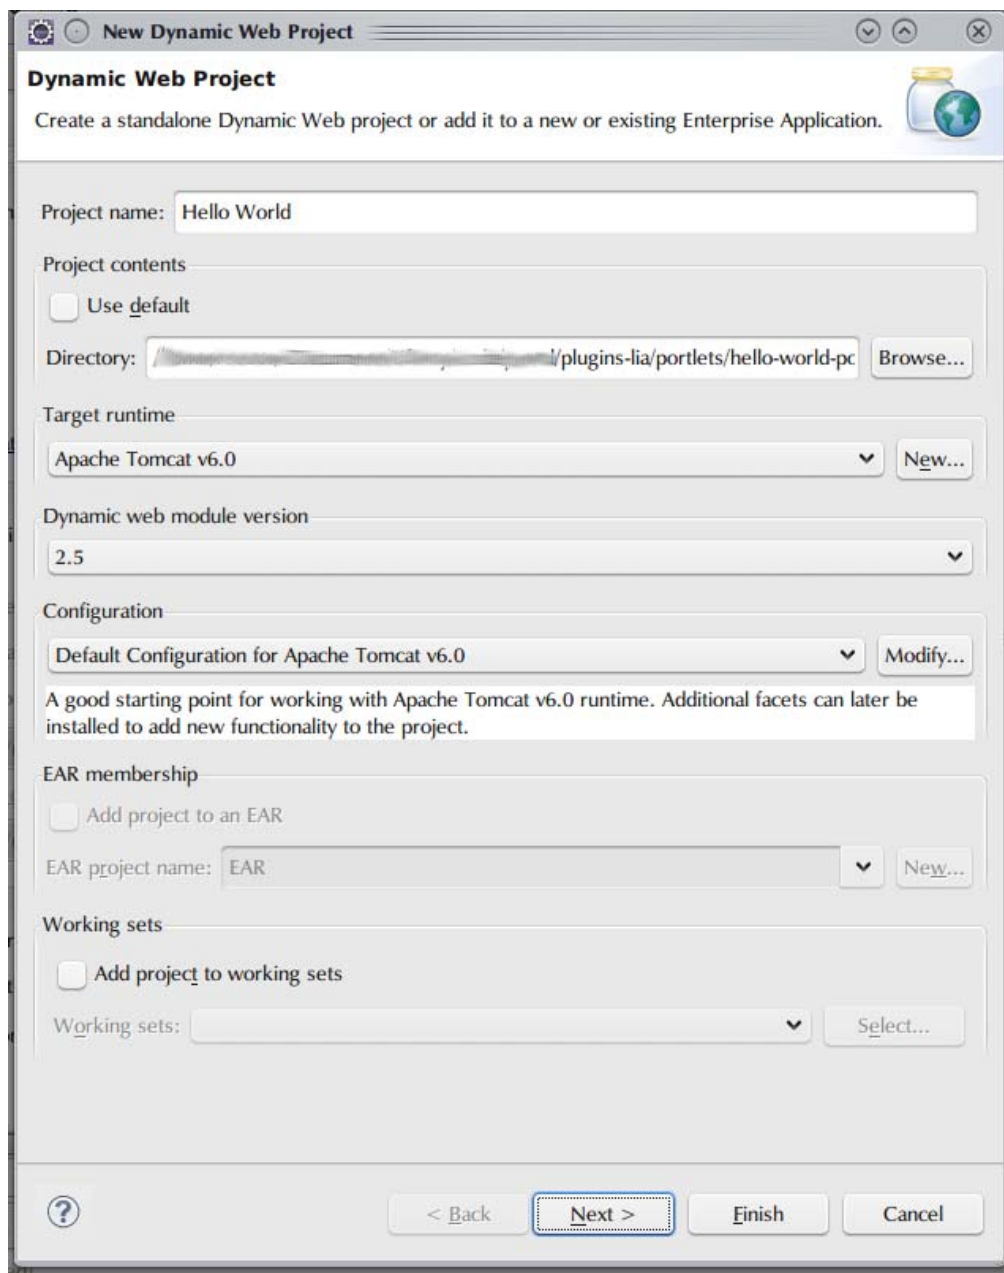 New Dynamic Web Project
Dynamic Web Project
Create a standalone Dynamic Web project or add it to a new or existing Enterprise Application.
Project name: Hello World
Project contents
Use default
Directory: /plugins-lia/portlets/hello-world-po Browse...
Target runtime
Apache Tomcat v6.0 New...
Dynamic web module version
2.5
Configuration
Default Configuration for Apache Tomcat v6.0 Modify...
A good starting point for working with Apache Tomcat v6.0 runtime. Additional facets can later be
installed to add new functionality to the project.
EAR membership
Add project to an EAR
EAR project name: EAR New...
Working sets
Add project to working sets
Working sets: Select...
? < Back Next > Finish Cancel